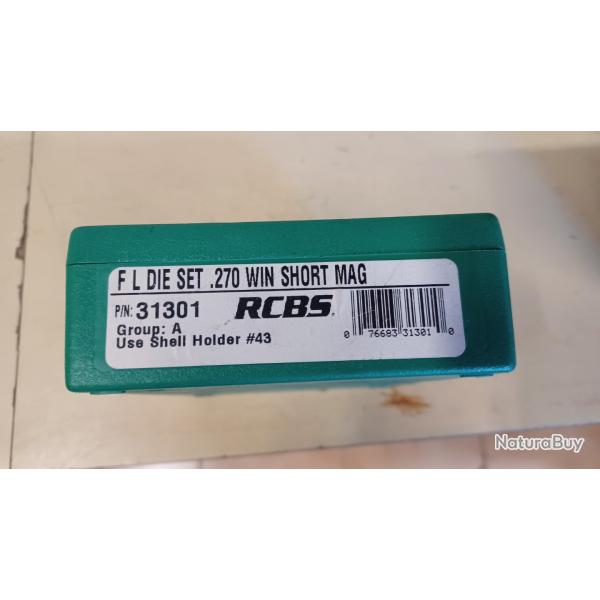 F L DIE SET .270 WIN SHORT MAG
P/N: 31301 RCBS.
Group: A
Use Shell Holder #43
0 76683 31301 0
NaturaBuy